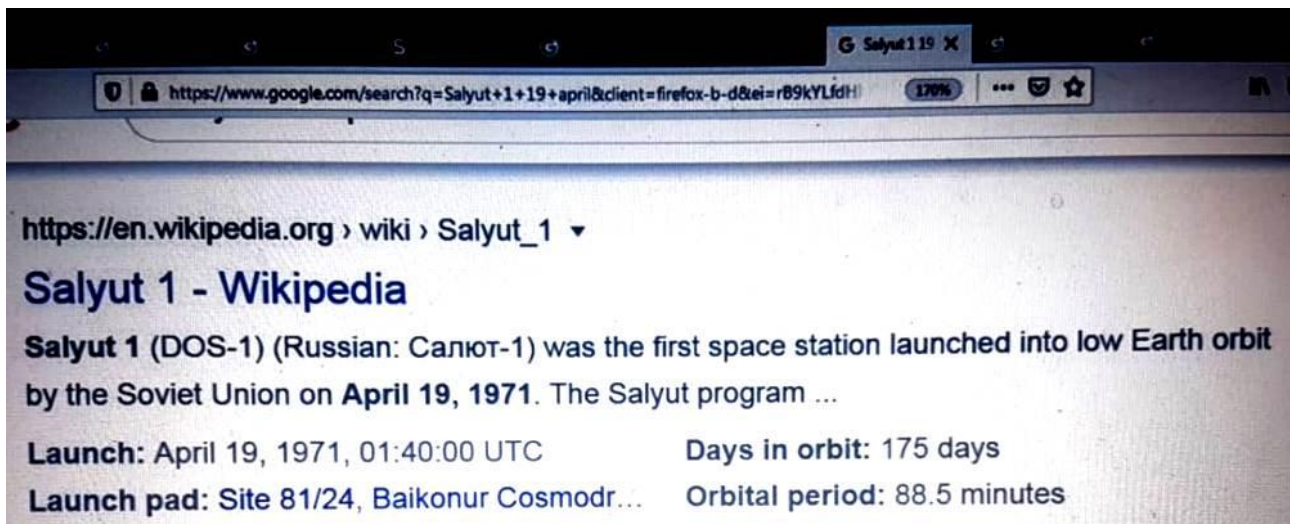 G Salyut 1 19
https://www.google.com/search?q=Salyut+1+19+april&client=firefox-b-d&ei=rB9kYLfdH
170%
https://en.wikipedia.org › wiki › Salyut_1
Salyut 1 - Wikipedia
Salyut 1 (DOS-1) (Russian: Салют-1) was the first space station launched into low Earth orbit
by the Soviet Union on April 19, 1971. The Salyut program ...
Launch: April 19, 1971, 01:40:00 UTC Days in orbit: 175 days
Launch pad: Site 81/24, Baikonur Cosmodr... Orbital period: 88.5 minutes